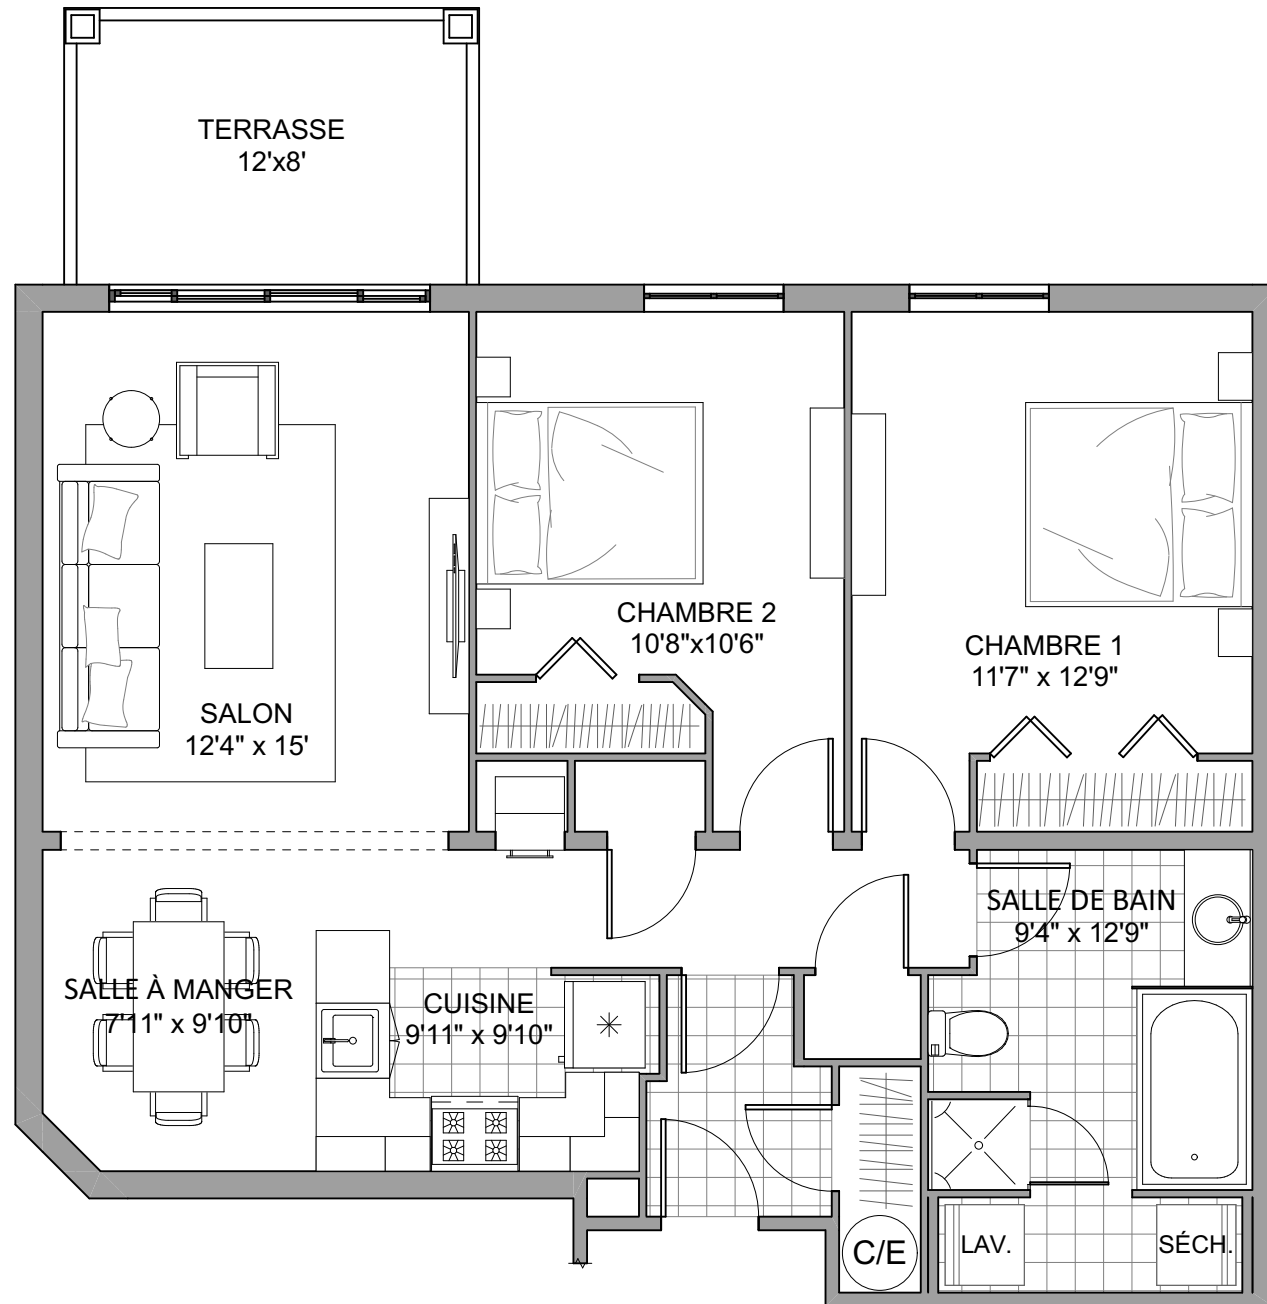 TERRASSE
12'x8'
CHAMBRE 2
10'8"x10'6"
CHAMBRE 1
11'7" x 12'9"
SALON
12'4" x 15'
SALLE DE BAIN
9'4" x 12'9"
SALLE À MANGER
7'11" x 9'10"
CUISINE
9'11" x 9'10"
C/E
LAV.
SÉCH.